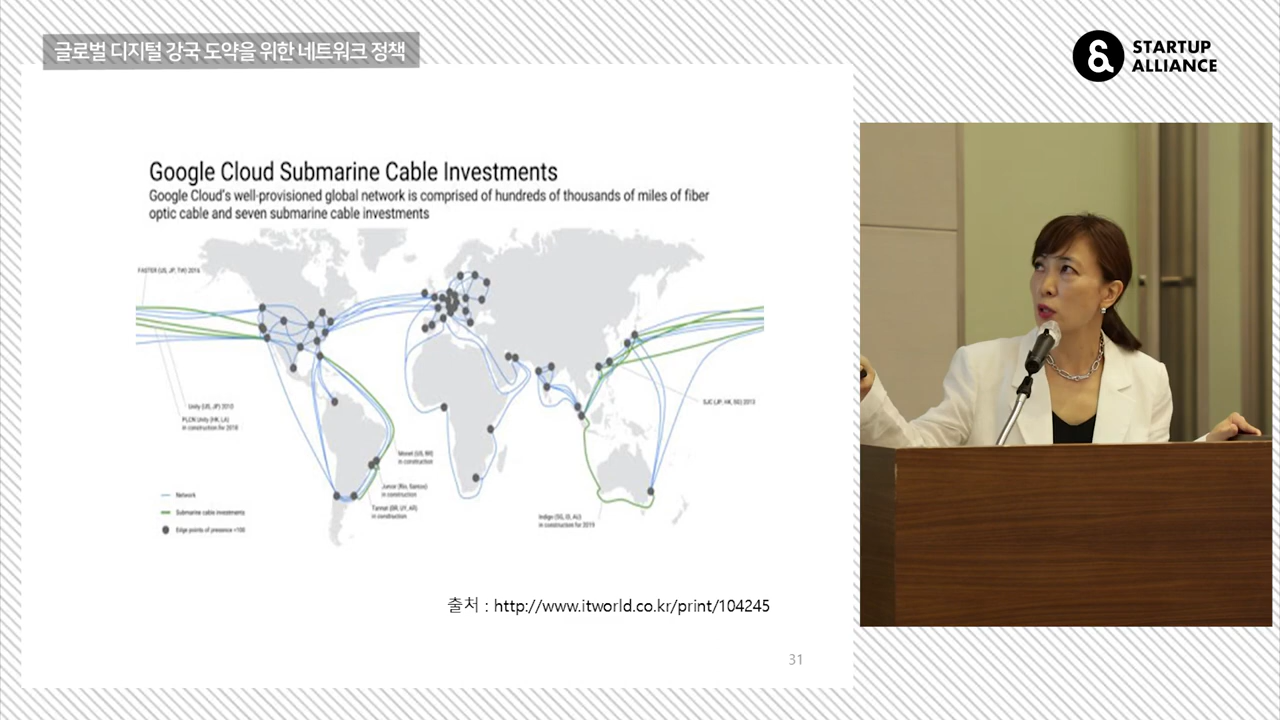 글로벌 디지털 강국 도약을 위한 네트워크 정책
STARTUP
ALLIANCE
Google Cloud Submarine Cable Investments
Google Cloud's well-provisioned global network is comprised of hundreds of thousands of miles of fiber
optic cable and seven submarine cable investments
FASTER (US, JP, TW) 2016
Unity (US, JP) 2010
PLCN Unity (HK, LA)
in construction for 2018
SJC (JP, HK, SG) 2013
Monet (US, BR)
in construction
Junior (Rio, Santos)
in construction
Tannat (BR, UY, AR)
in construction
Indigo (SG, ID, AU)
in construction for 2019
Network
Submarine cable investments
Edge points of presence <100
출처 : http://www.itworld.co.kr/print/104245
31